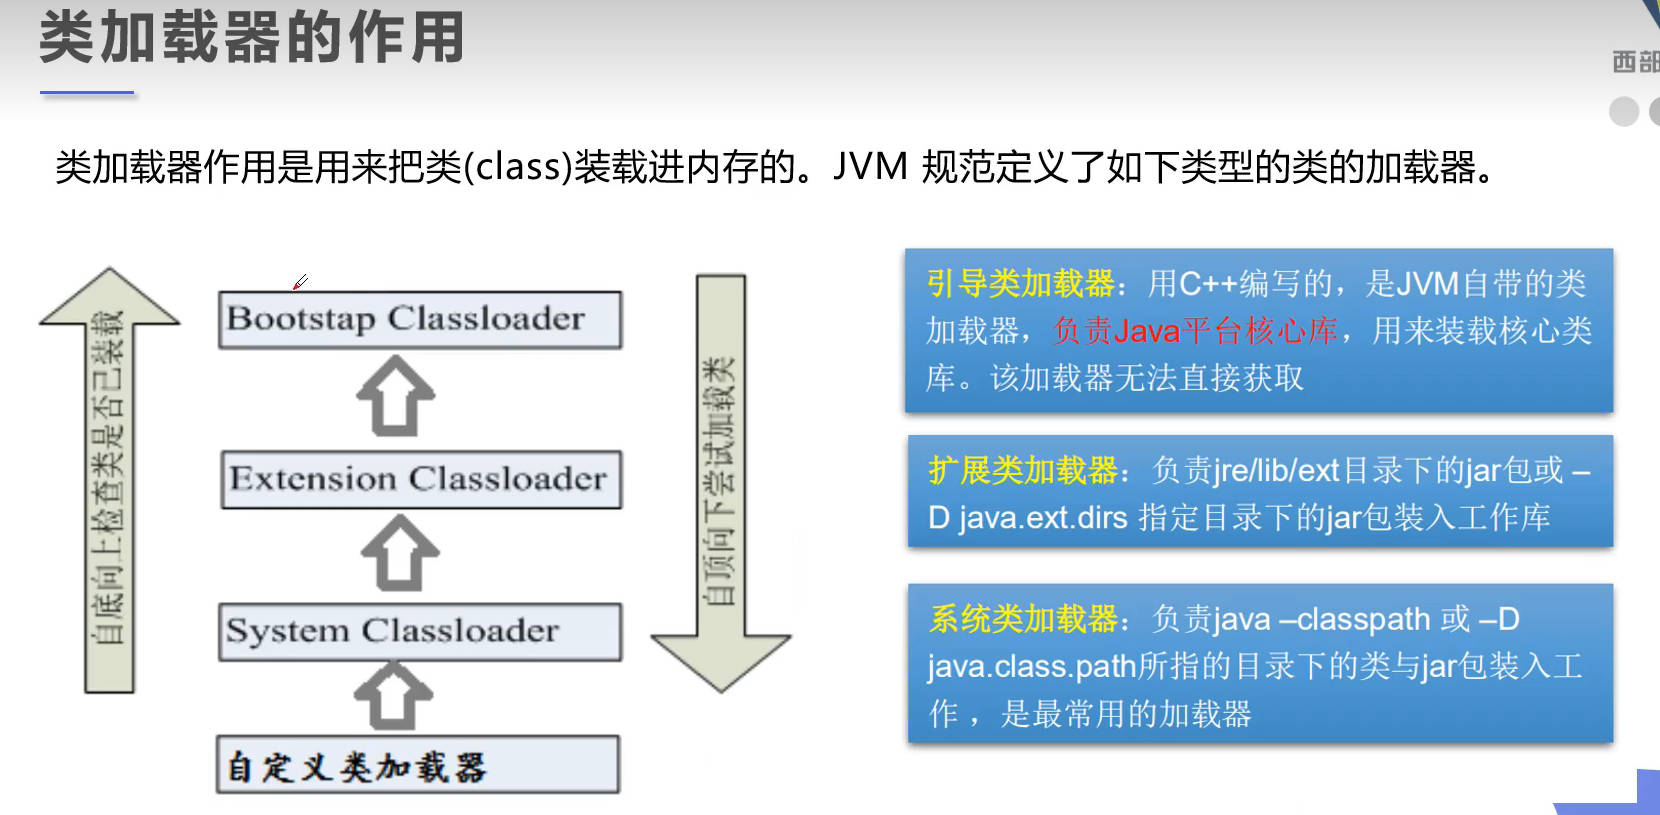 类加载器的作用
西部
类加载器作用是用来把类(class)装载进内存的。JVM 规范定义了如下类型的类的加载器。
自底向上检查类是否已装载
Bootstap Classloader
Extension Classloader
System Classloader
自定义类加载器
自顶向下尝试加载类
引导类加载器：用C++编写的，是JVM自带的类
加载器，负责Java平台核心库，用来装载核心类
库。该加载器无法直接获取
扩展类加载器：负责jre/lib/ext目录下的jar包或 –
D java.ext.dirs 指定目录下的jar包装入工作库
系统类加载器：负责java –classpath 或 –D
java.class.path所指的目录下的类与jar包装入工
作 ，是最常用的加载器